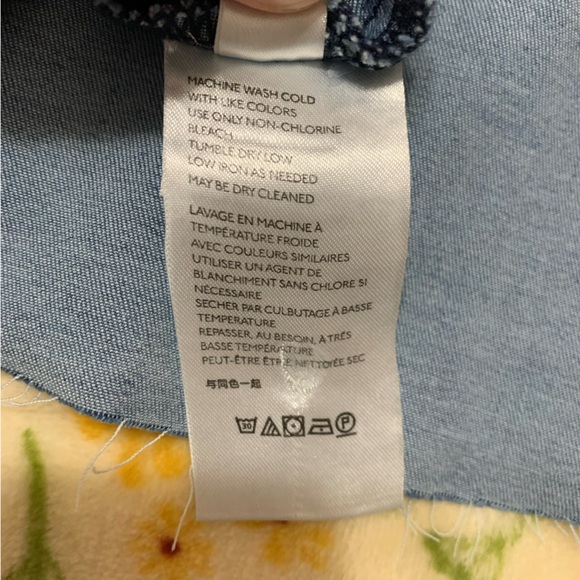 MACHINE WASH COLD
WITH LIKE COLORS
USE ONLY NON-CHLORINE
BLEACH
TUMBLE DRY LOW
LOW IRON AS NEEDED
MAY BE DRY CLEANED
LAVAGE EN MACHINE À
TEMPÉRATURE FROIDE
AVEC COULEURS SIMILAIRES
UTILISER UN AGENT DE
BLANCHIMENT SANS CHLORE SI
NÉCESSAIRE
SECHER PAR CULBUTAGE À BASSE
TEMPERATURE
REPASSER, AU BESOIN, À TRÉS
BASSE TEMPÉRATURE
PEUT-ÊTRE ÊTRE NETTOYÉE SEC
与同色一起
30 P